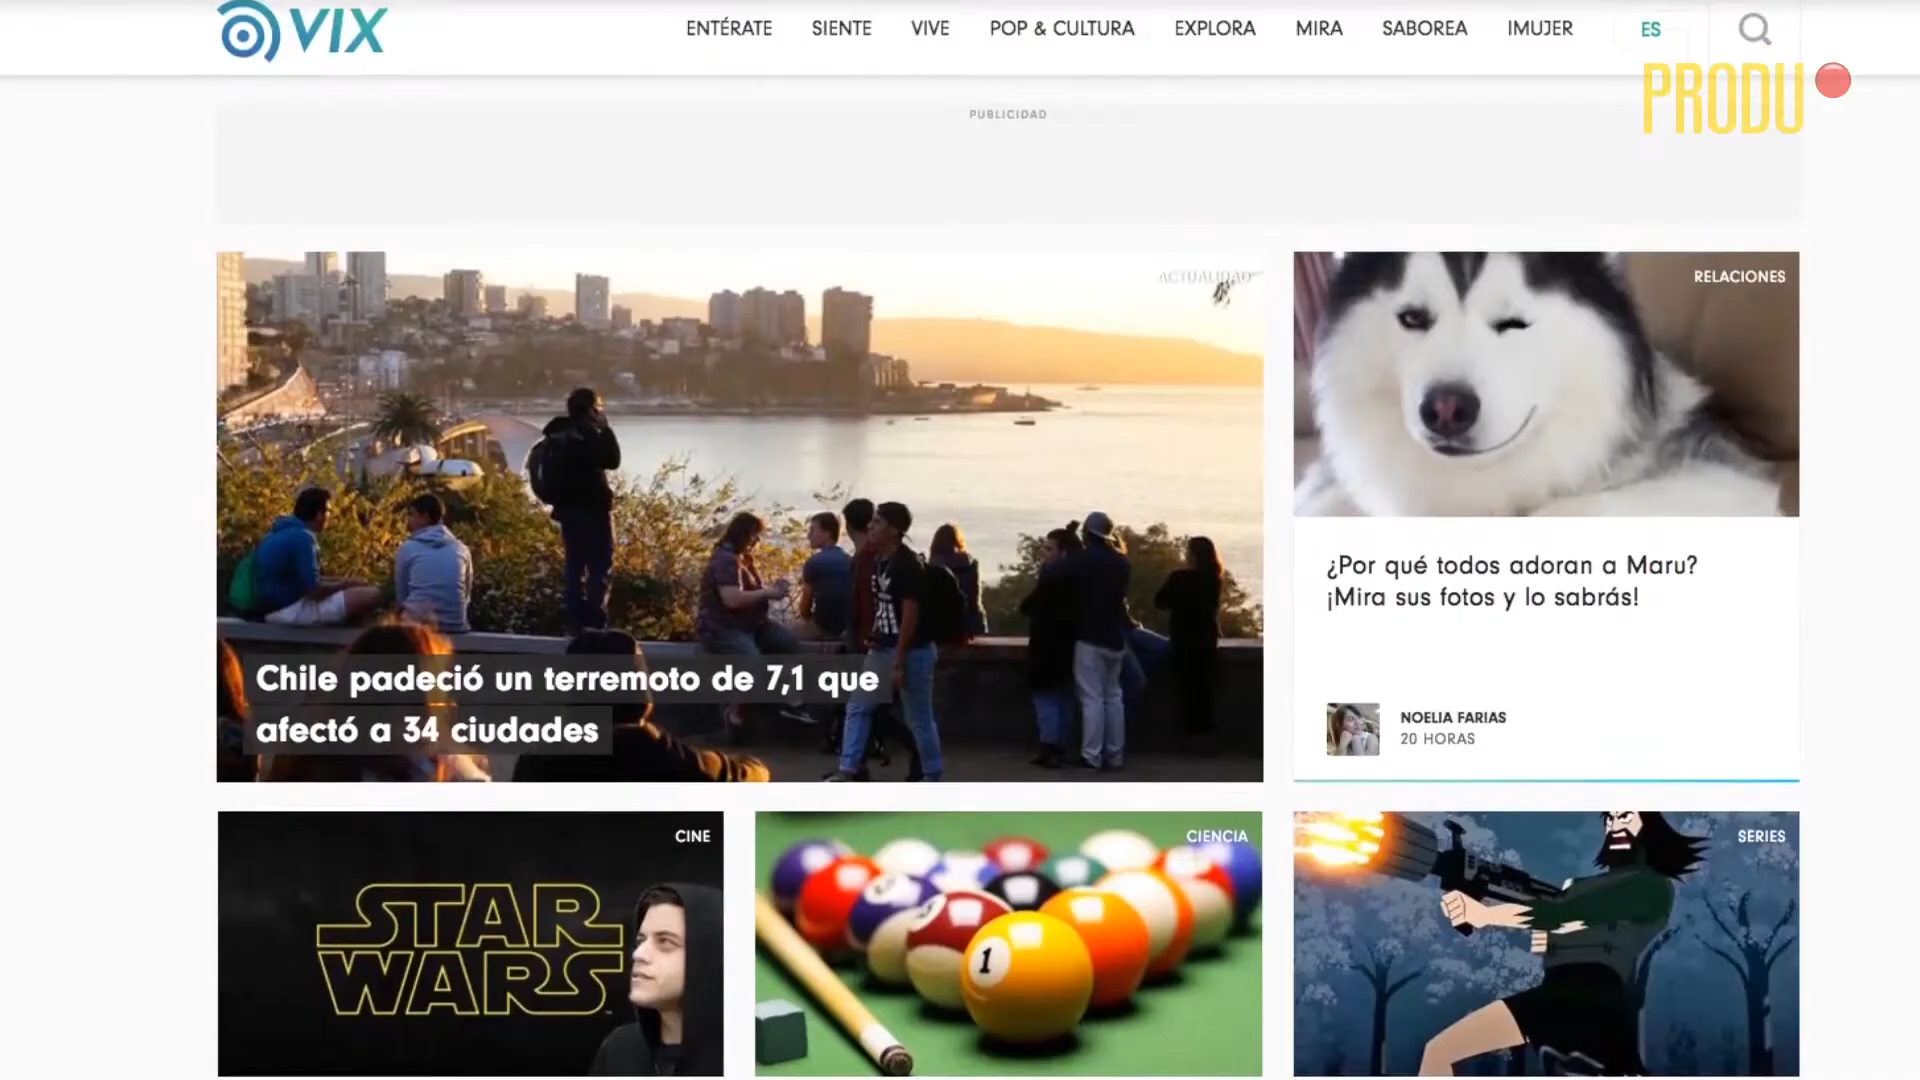 VIX
ENTÉRATE SIENTE VIVE POP & CULTURA EXPLORA MIRA SABOREA IMUJER ES
PRODU
PUBLICIDAD
ACTUALIDAD
Chile padeció un terremoto de 7,1 que
afectó a 34 ciudades
RELACIONES
¿Por qué todos adoran a Maru?
¡Mira sus fotos y lo sabrás!
NOELIA FARIAS
20 HORAS
CINE
STAR
WARS
CIENCIA
1
SERIES